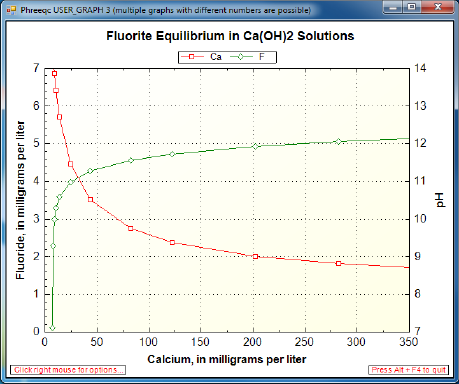 Phreeqc USER_GRAPH 3 (multiple graphs with different numbers are possible)
Fluorite Equilibrium in Ca(OH)2 Solutions
Ca F
7
6
5
4
3
2
1
0
Fluoride, in milligrams per liter
14
13
12
11
10
9
8
7
pH
0 50 100 150 200 250 300 350
Calcium, in milligrams per liter
Click right mouse for options...
Press Alt + F4 to quit